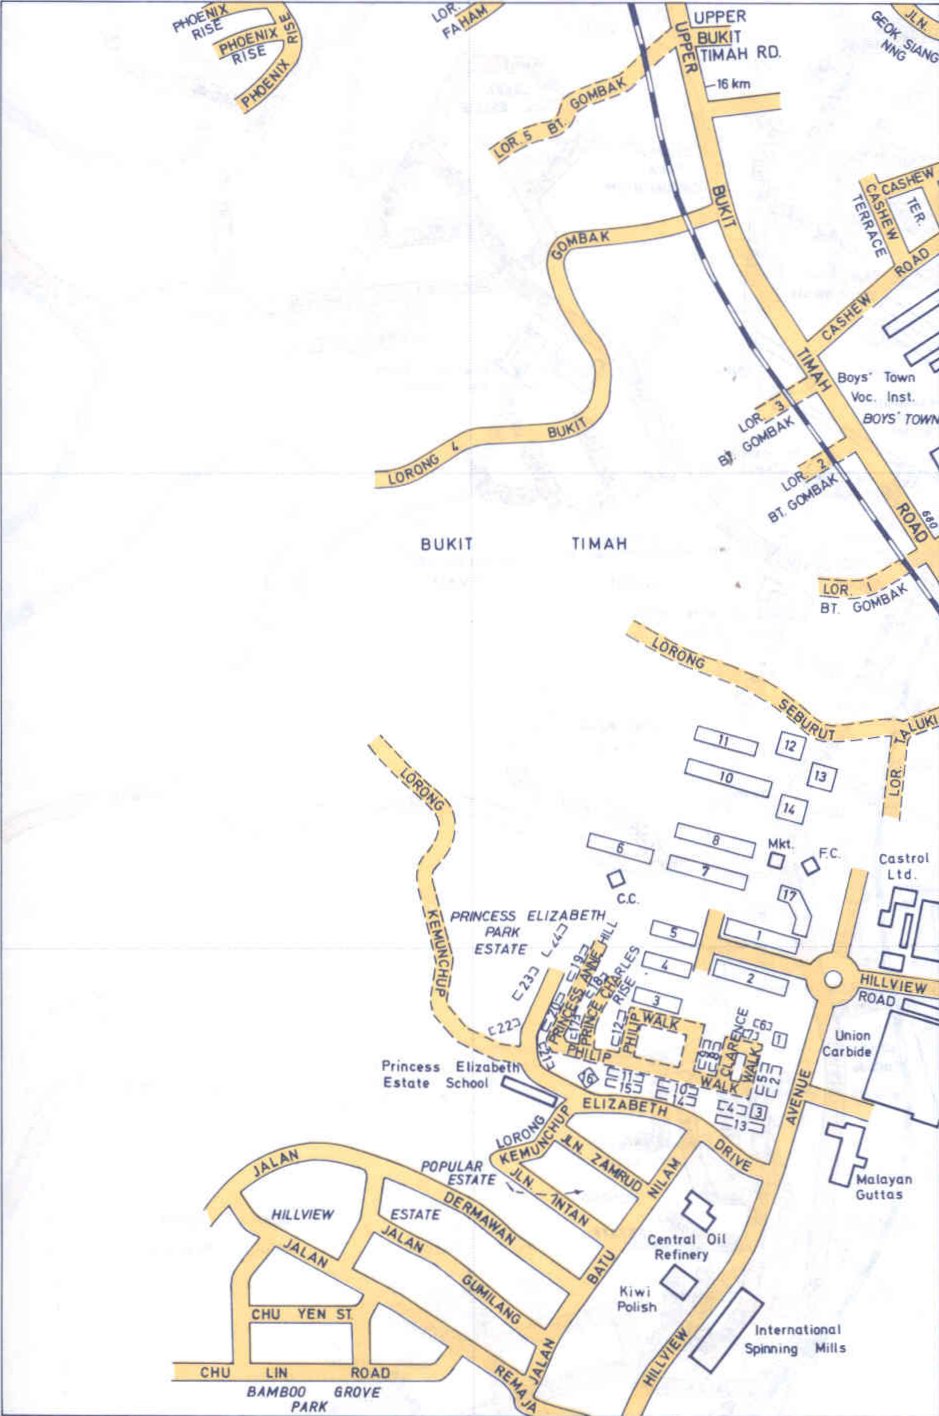 PHOENIX
RISE
PHOENIX
RISE
RISE
PHOENIX
LOR.
FAHAM
UPPER
BUKIT
TIMAH RD.
UPPER
16 km
JLN.
GEOK SIANG
NNG
LOR. 5 BT. GOMBAK
CASHEW
TER.
CASHEW
TERRACE
BUKIT
GOMBAK
CASHEW ROAD
TIMAH
Boys' Town
Voc. Inst.
BOYS' TOWN
LOR. 3
BT. GOMBAK
LORONG 4 BUKIT
LOR. 2
BT. GOMBAK
ROAD
680
BUKIT TIMAH
LOR. 1
BT. GOMBAK
LORONG SEBURUT
LOR. TALUKI
11
12
10
13
14
LORONG
8
6
7
Mkt.
F.C.
Castrol
Ltd.
C.C.
17
KEMUNCHUP
PRINCESS ELIZABETH
PARK
ESTATE
24
5
1
19
PRINCESS ANNE HILL
PRINCE CHARLES
RISE
4
2
23
18
HILLVIEW
ROAD
20
3
22
12
PHILIP WALK
CLARENCE
WALK
6
7
1
Union
Carbide
PHILIP
WALK
9
8
5
2
Princess Elizabeth
Estate School
16
11
15
10
14
4
3
13
ELIZABETH
DRIVE
AVENUE
LORONG
KEMUNCHUP
JLN. ZAMRUD
JLN. INTAN
NILAM
JALAN
POPULAR
ESTATE
Malayan
Guttas
HILLVIEW ESTATE
DERMAWAN
JALAN
JALAN
GUMILANG
BATU
Central Oil
Refinery
Kiwi
Polish
CHU YEN ST.
International
Spinning Mills
JALAN
HILLVIEW
CHU LIN ROAD
REMAJA
BAMBOO GROVE
PARK